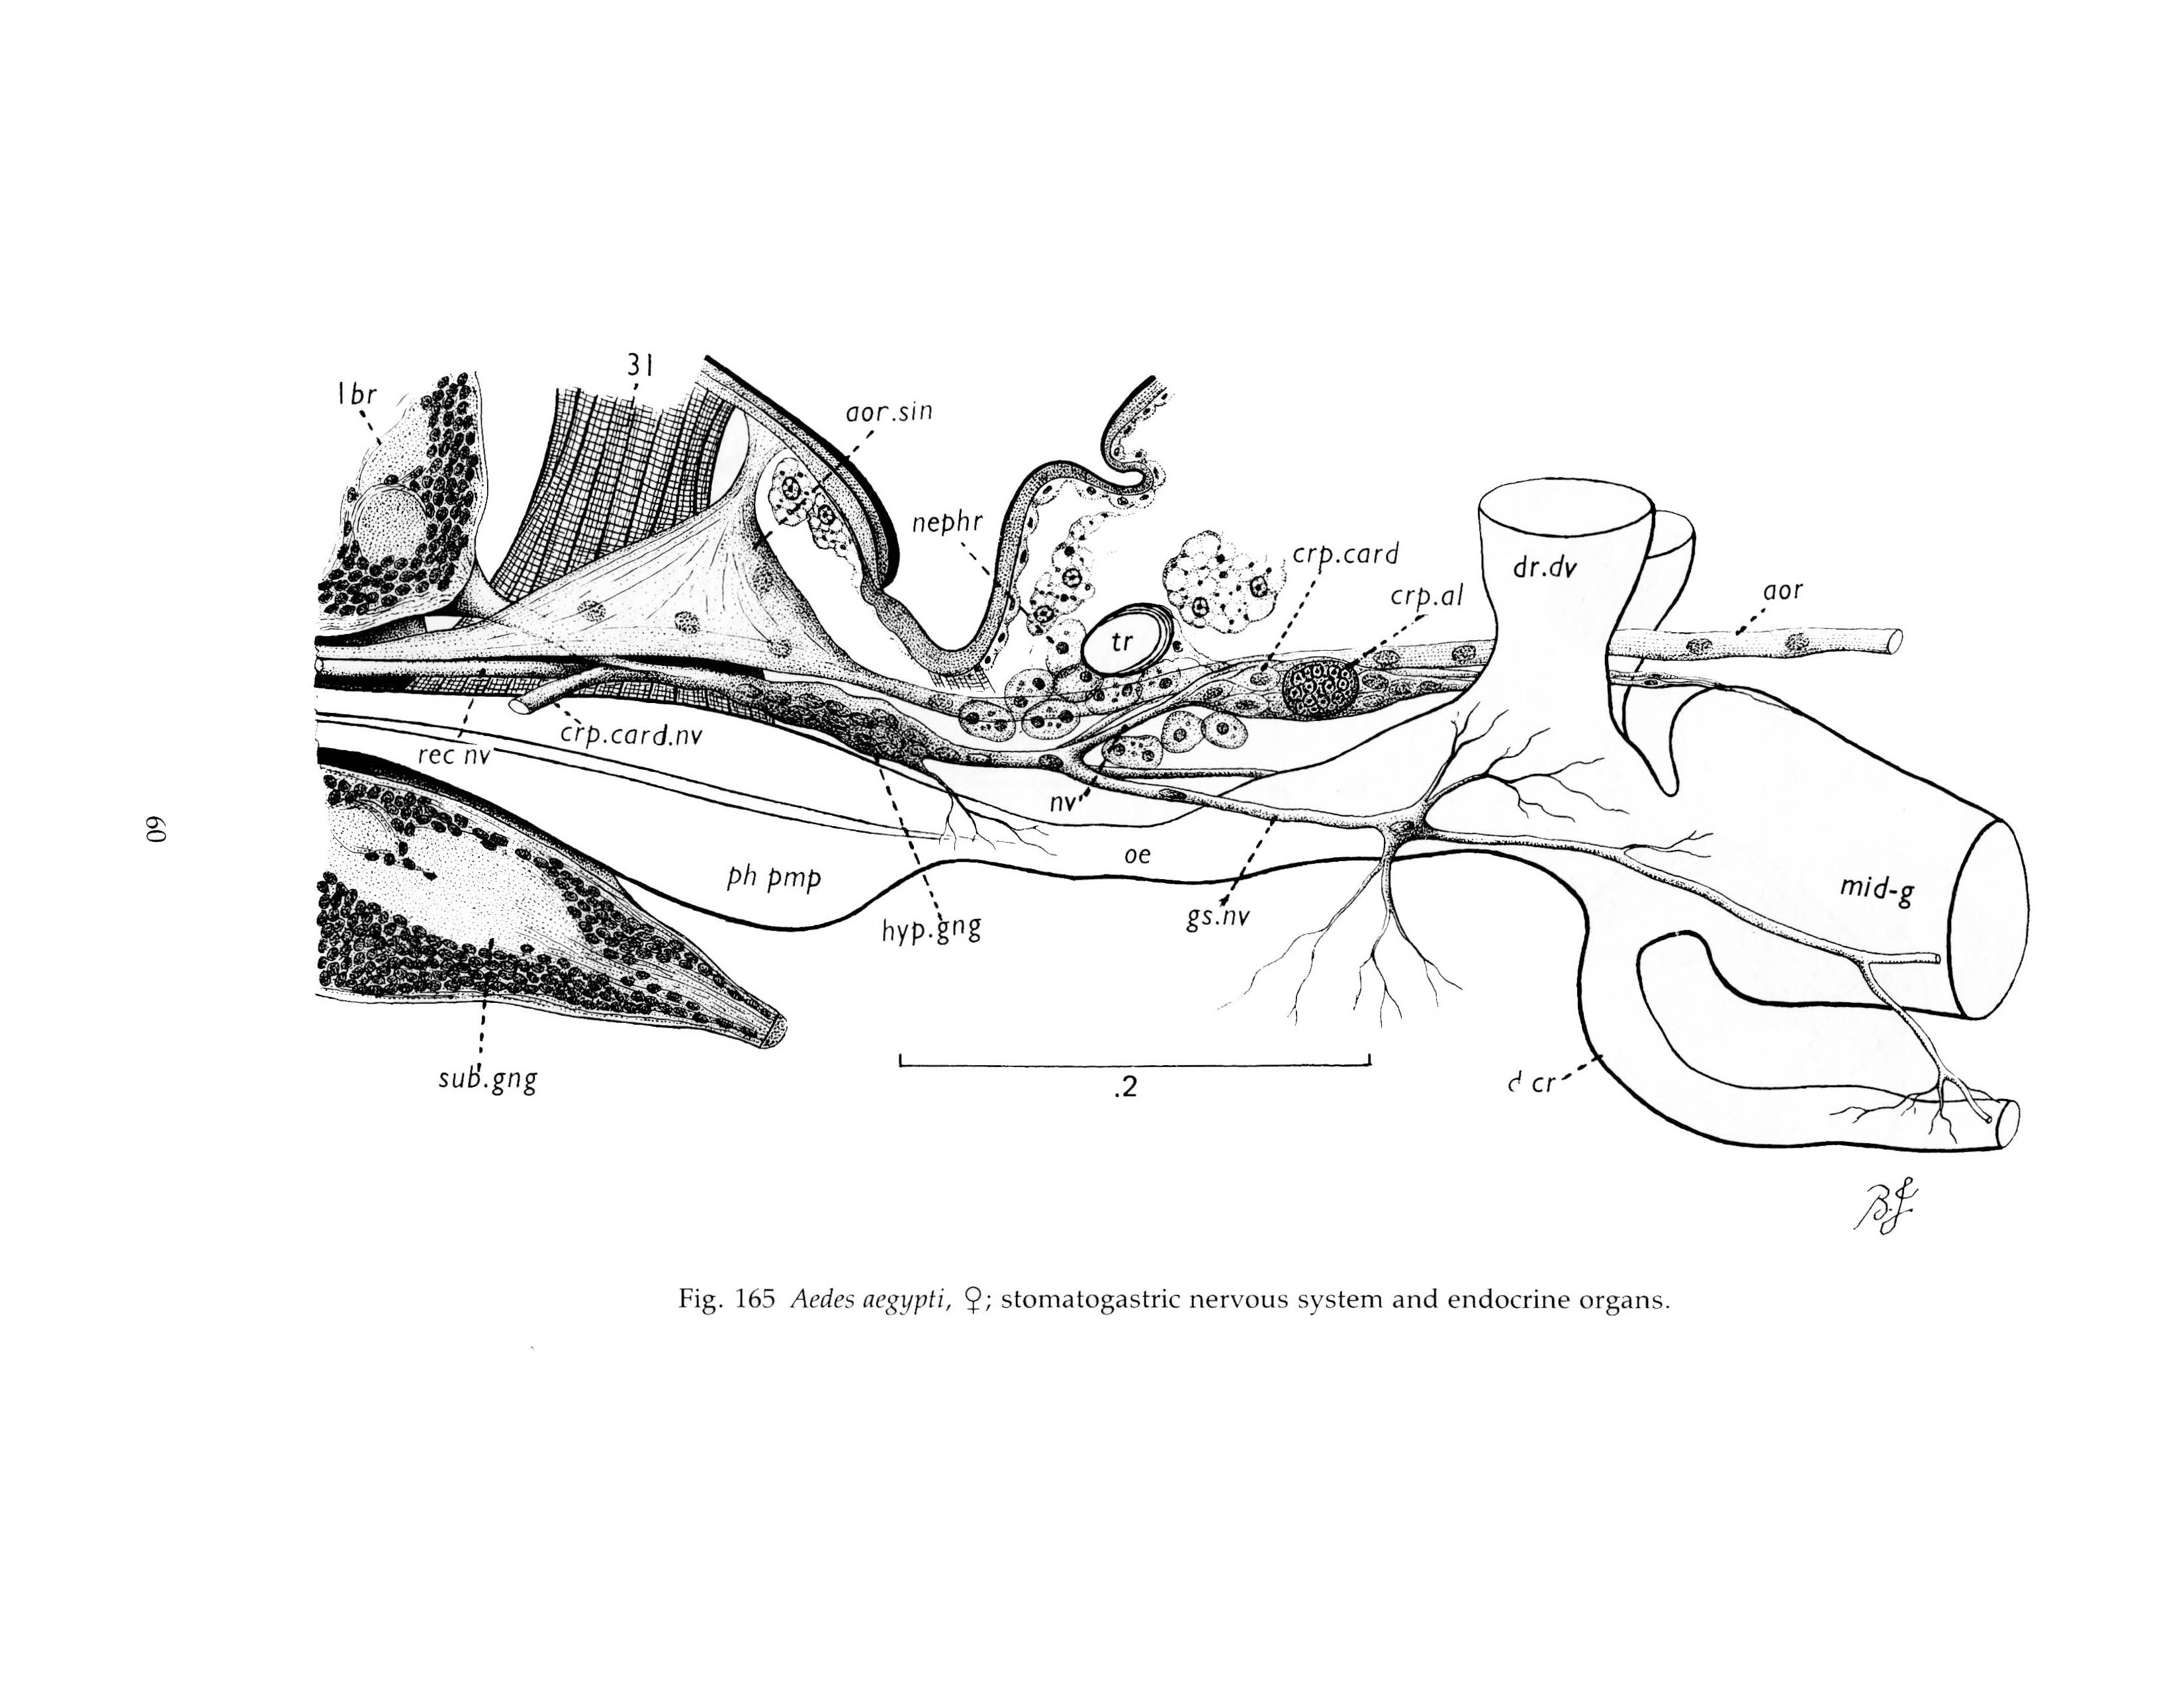 31
1br
aor.sin
nephr
crp.card
dr.dv
crp.al
aor
tr
crp.card.nv
rec nv
nv
60
oe
ph pmp
mid-g
gs.nv
hyp.gng
sub.gng
d cr
.2
Fig. 165 Aedes aegypti, ♀; stomatogastric nervous system and endocrine organs.